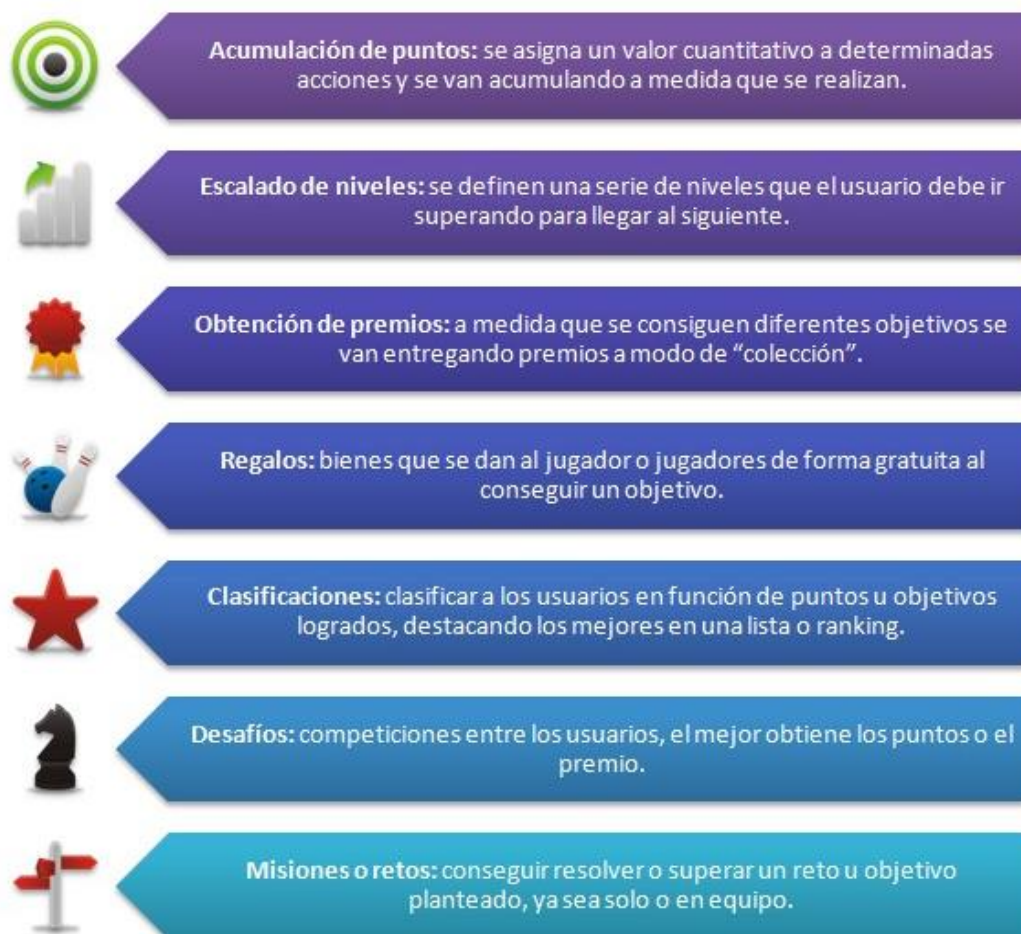 Acumulación de puntos: se asigna un valor cuantitativo a determinadas
acciones y se van acumulando a medida que se realizan.
Escalado de niveles: se definen una serie de niveles que el usuario debe ir
superando para llegar al siguiente.
Obtención de premios: a medida que se consiguen diferentes objetivos se
van entregando premios a modo de “colección”.
Regalos: bienes que se dan al jugador o jugadores de forma gratuita al
conseguir un objetivo.
Clasificaciones: clasificar a los usuarios en función de puntos u objetivos
logrados, destacando los mejores en una lista o ranking.
Desafíos: competiciones entre los usuarios, el mejor obtiene los puntos o el
premio.
Misiones o retos: conseguir resolver o superar un reto u objetivo
planteado, ya sea solo o en equipo.